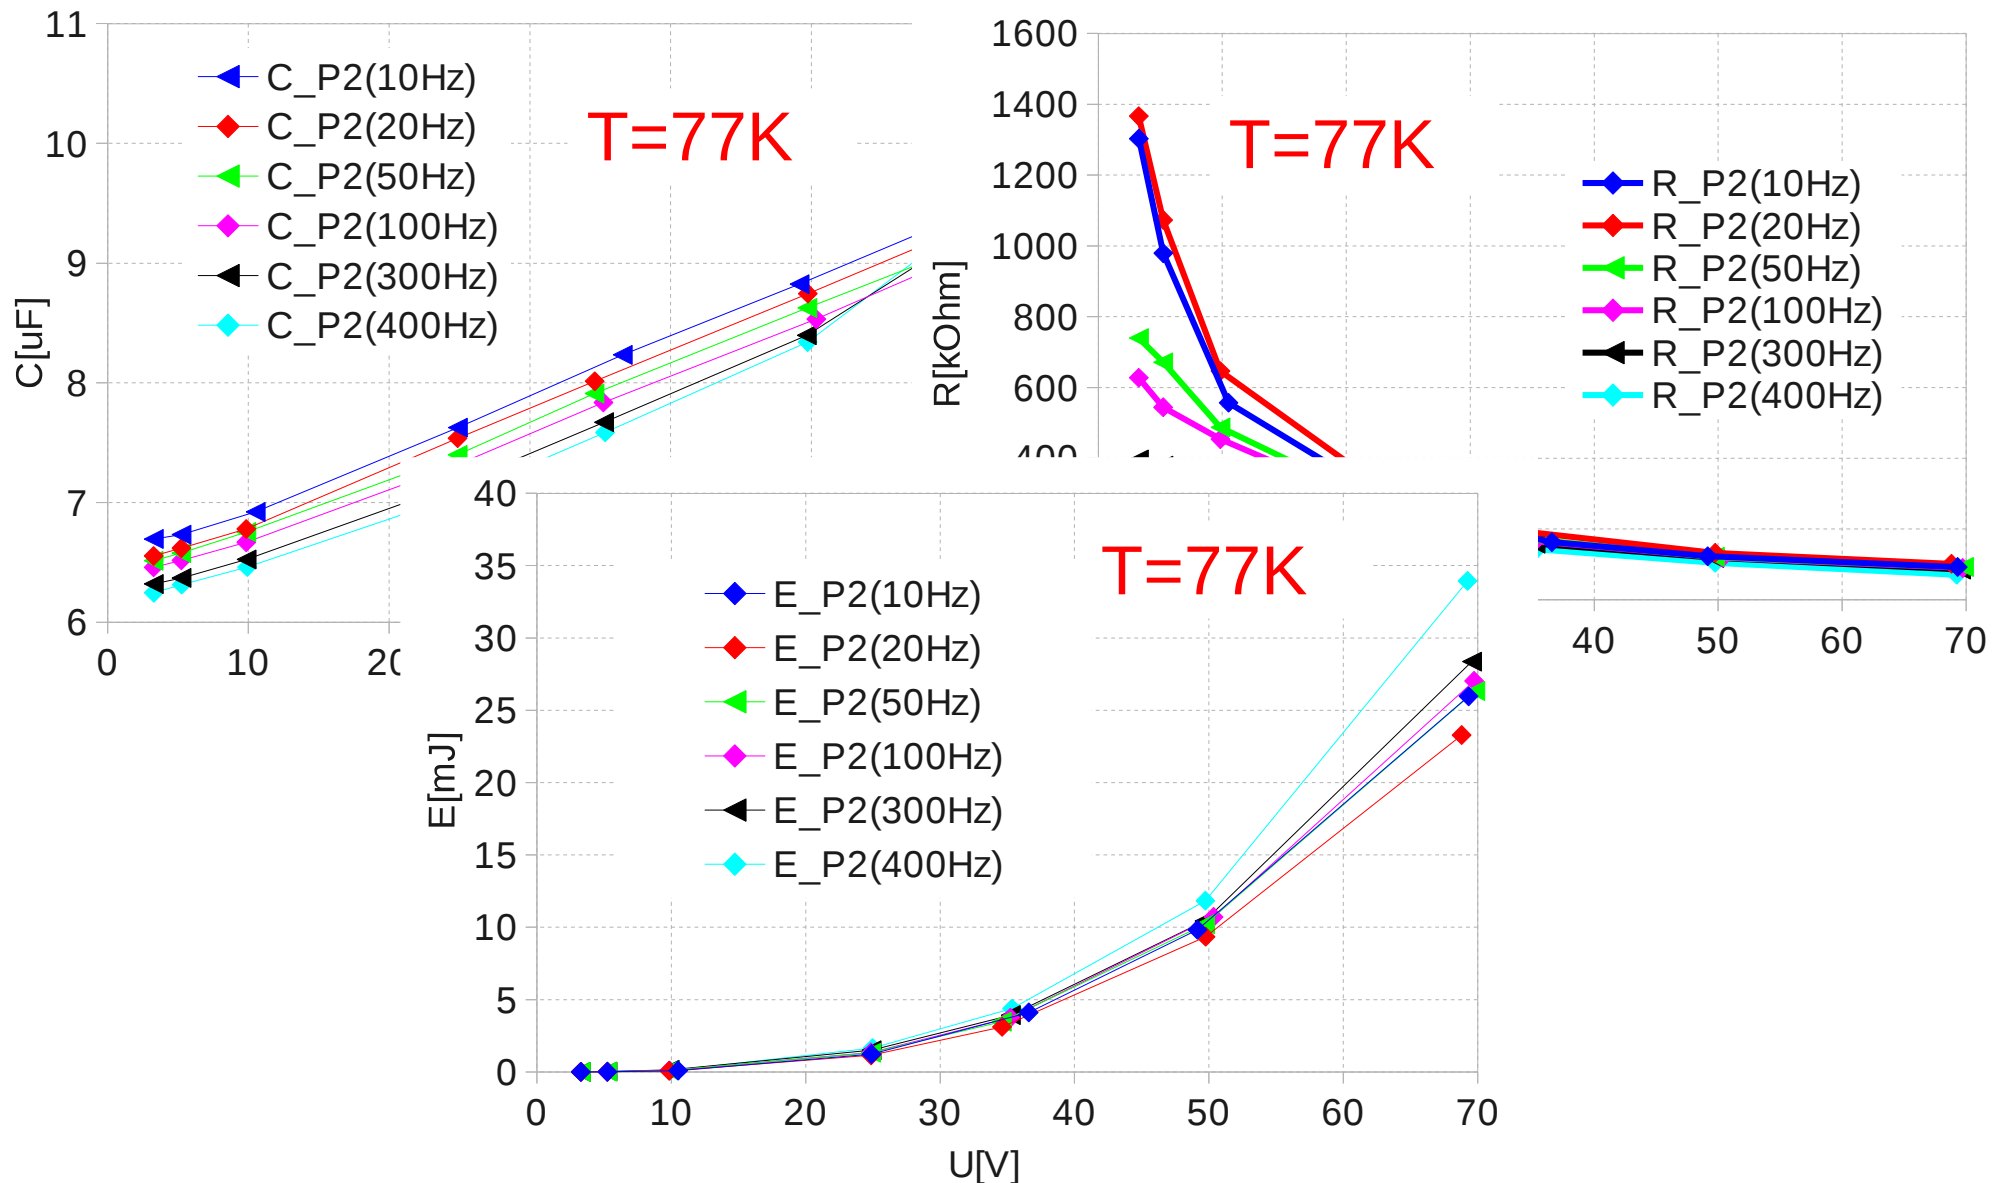 11
10
9
8
7
6
C[uF]
0
10
20
C_P2(10Hz)
C_P2(20Hz)
C_P2(50Hz)
C_P2(100Hz)
C_P2(300Hz)
C_P2(400Hz)
T=77K
1600
1400
1200
1000
800
600
400
R[kOhm]
T=77K
R_P2(10Hz)
R_P2(20Hz)
R_P2(50Hz)
R_P2(100Hz)
R_P2(300Hz)
R_P2(400Hz)
40
50
60
70
40
35
30
25
20
15
10
5
0
E[mJ]
E_P2(10Hz)
E_P2(20Hz)
E_P2(50Hz)
E_P2(100Hz)
E_P2(300Hz)
E_P2(400Hz)
T=77K
0
10
20
30
40
50
60
70
U[V]